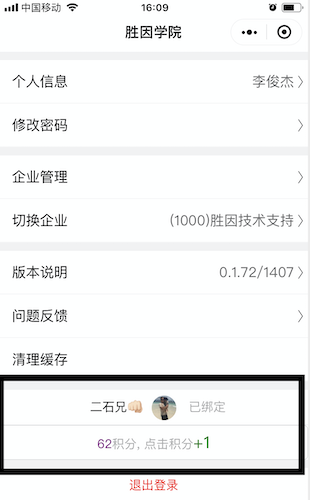 中国移动 16:09
胜因学院
个人信息 李俊杰
修改密码
企业管理
切换企业 (1000)胜因技术支持
版本说明 0.1.72/1407
问题反馈
清理缓存
二石兄👊🏻 已绑定
62积分, 点击积分+1
退出登录